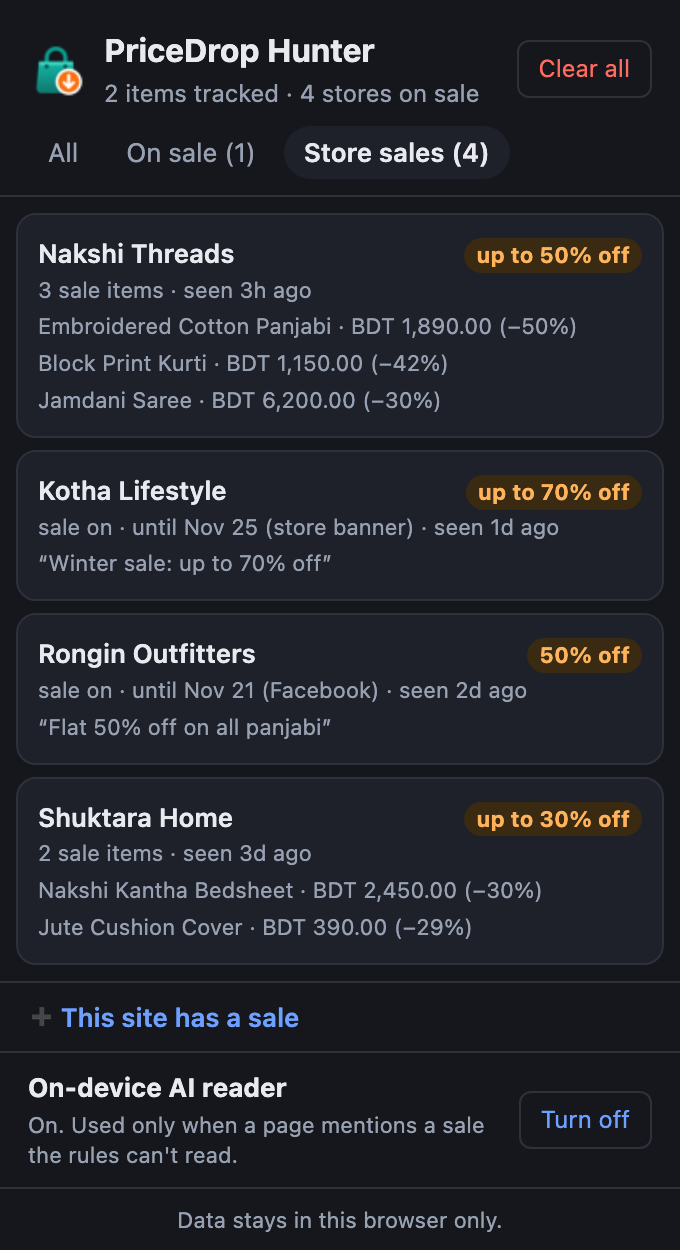 PriceDrop Hunter
2 items tracked · 4 stores on sale
Clear all
All
On sale (1)
Store sales (4)
Nakshi Threads
up to 50% off
3 sale items · seen 3h ago
Embroidered Cotton Panjabi · BDT 1,890.00 (−50%)
Block Print Kurti · BDT 1,150.00 (−42%)
Jamdani Saree · BDT 6,200.00 (−30%)
Kotha Lifestyle
up to 70% off
sale on · until Nov 25 (store banner) · seen 1d ago
“Winter sale: up to 70% off”
Rongin Outfitters
50% off
sale on · until Nov 21 (Facebook) · seen 2d ago
“Flat 50% off on all panjabi”
Shuktara Home
up to 30% off
2 sale items · seen 3d ago
Nakshi Kantha Bedsheet · BDT 2,450.00 (−30%)
Jute Cushion Cover · BDT 390.00 (−29%)
➕ This site has a sale
On-device AI reader
On. Used only when a page mentions a sale
the rules can't read.
Turn off
Data stays in this browser only.